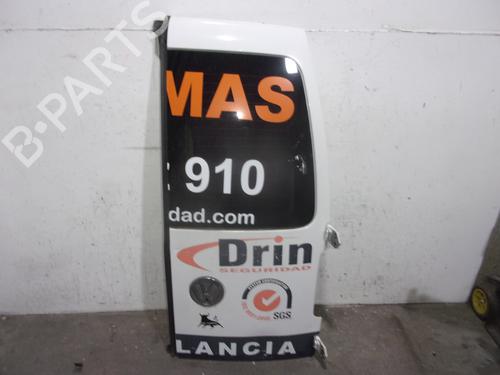 B-PARTS
MAS
910
dad.com
Drin
SEGURIDAD
SGS
LANCIA